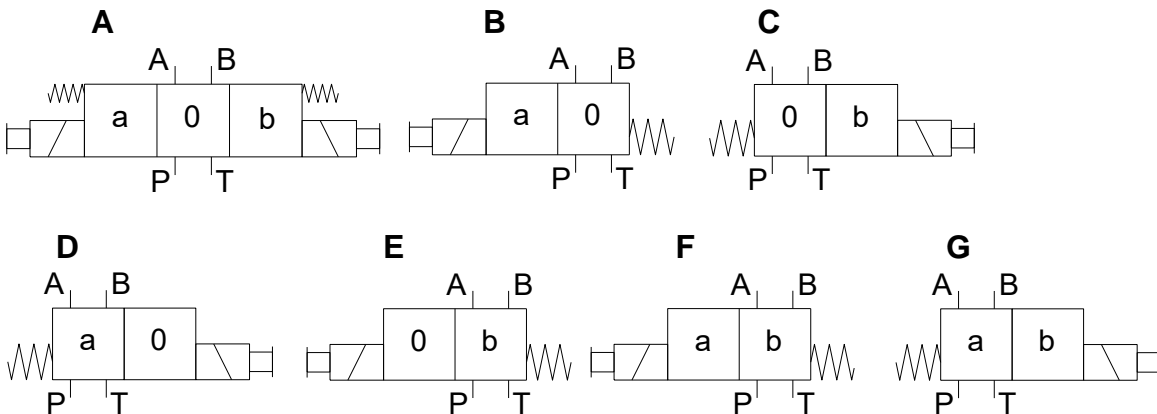 A B C
A B A B A B
a 0 b a 0 0 b
P T P T P T
D E F G
A B A B A B A B
a 0 0 b a b a b
P T P T P T P T